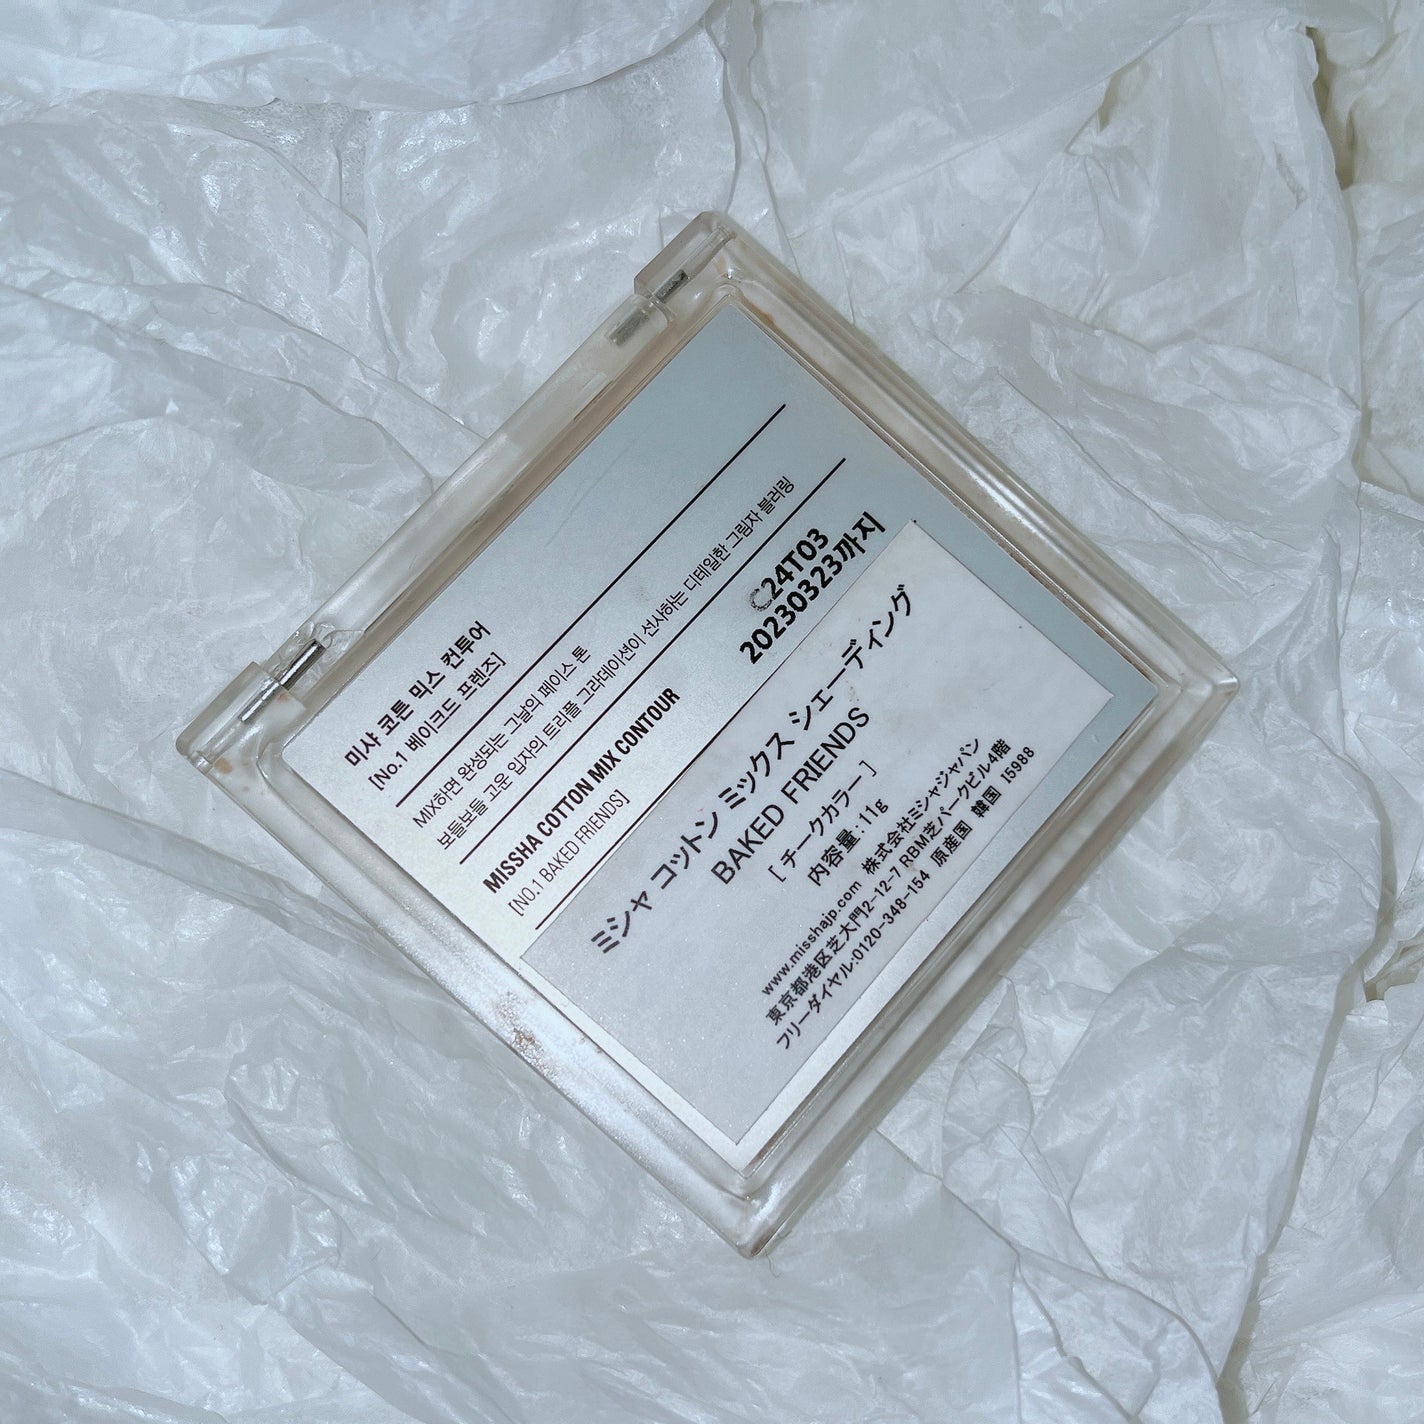 미샤 코튼 믹스 컨투어
[No.1 베이크드 프렌즈]
MIX하면 완성되는 그날의 페이스 톤
보들보들 고운 입자의 트리플 그라데이션이 선사하는 디테일한 그림자 블러링
MISSHA COTTON MIX CONTOUR
[NO.1 BAKED FRIENDS]
C24T03
20230323까지
ミシャ コットン ミックス シェーディング
BAKED FRIENDS
[ チークカラー ]
内容量：11g
www.misshajp.com 株式会社ミシャジャパン
東京都港区芝大門2-12-7 RBM芝パークビル4階
フリーダイヤル:0120-348-154 原産国 韓国 I5988